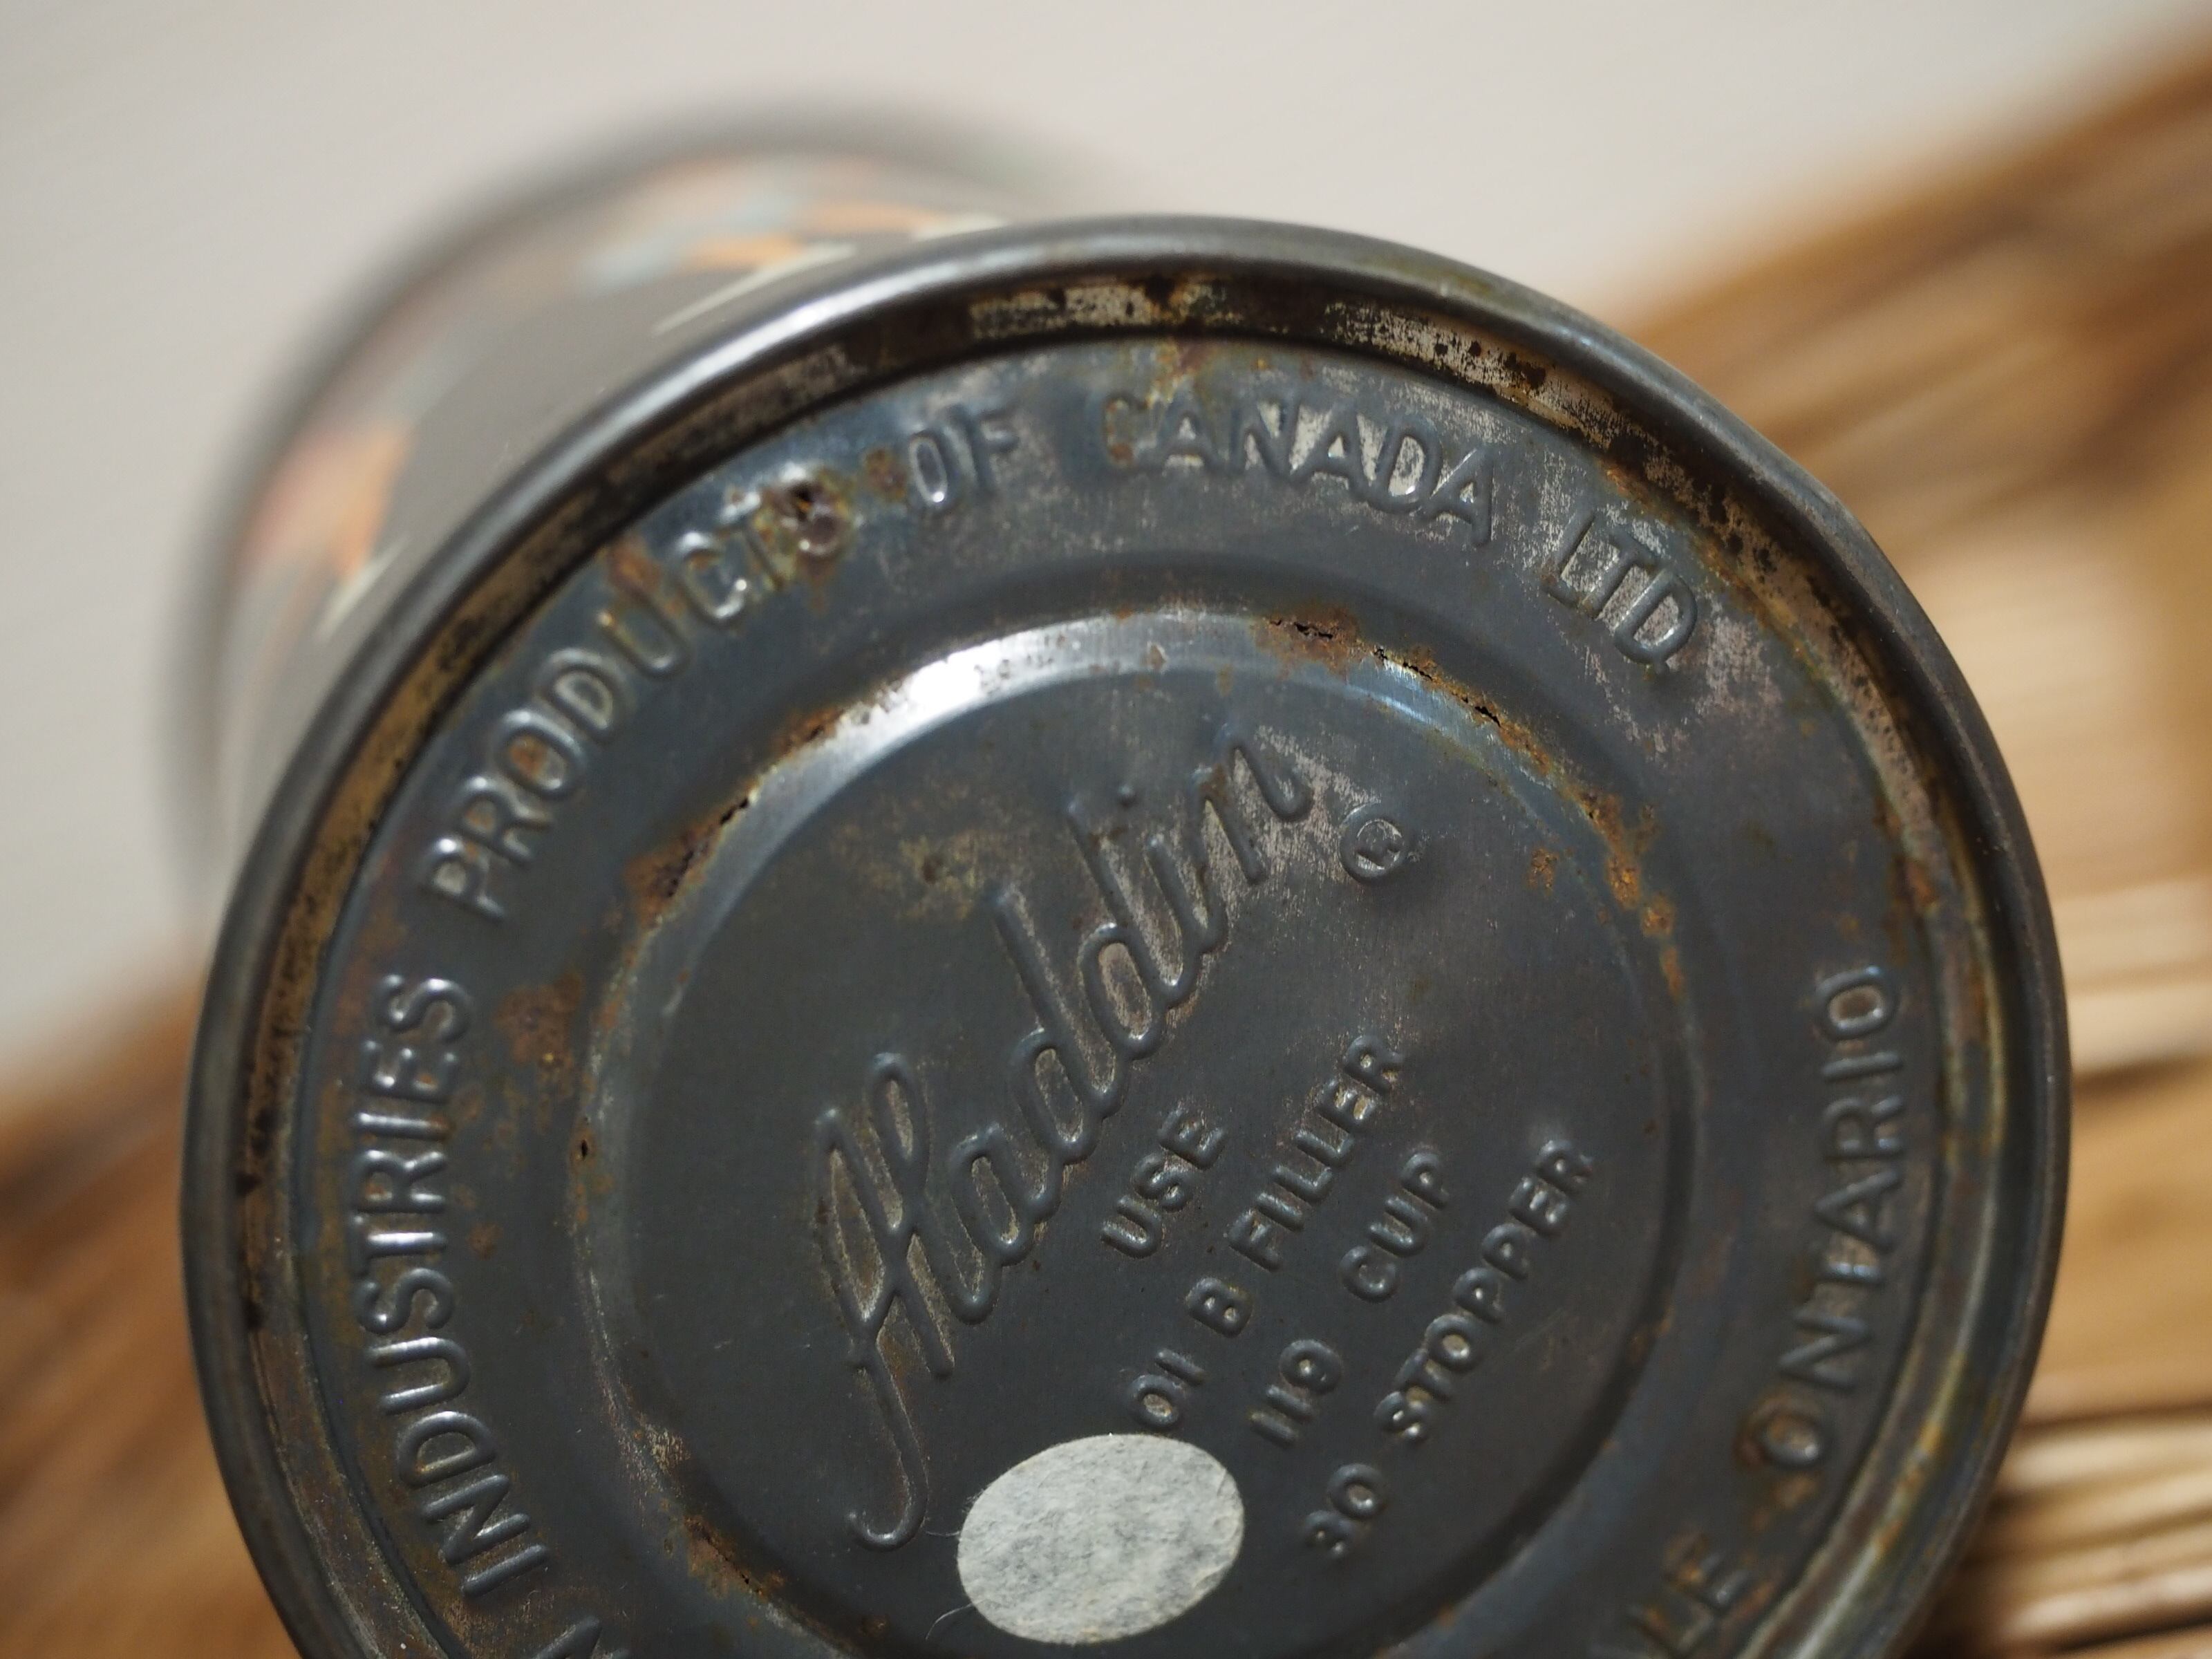 INDUSTRIES PRODUCTS OF CANADA LTD
Aladdin ®
USE
01 B FILLER
119 CUP
30 STOPPER
ONTARIO